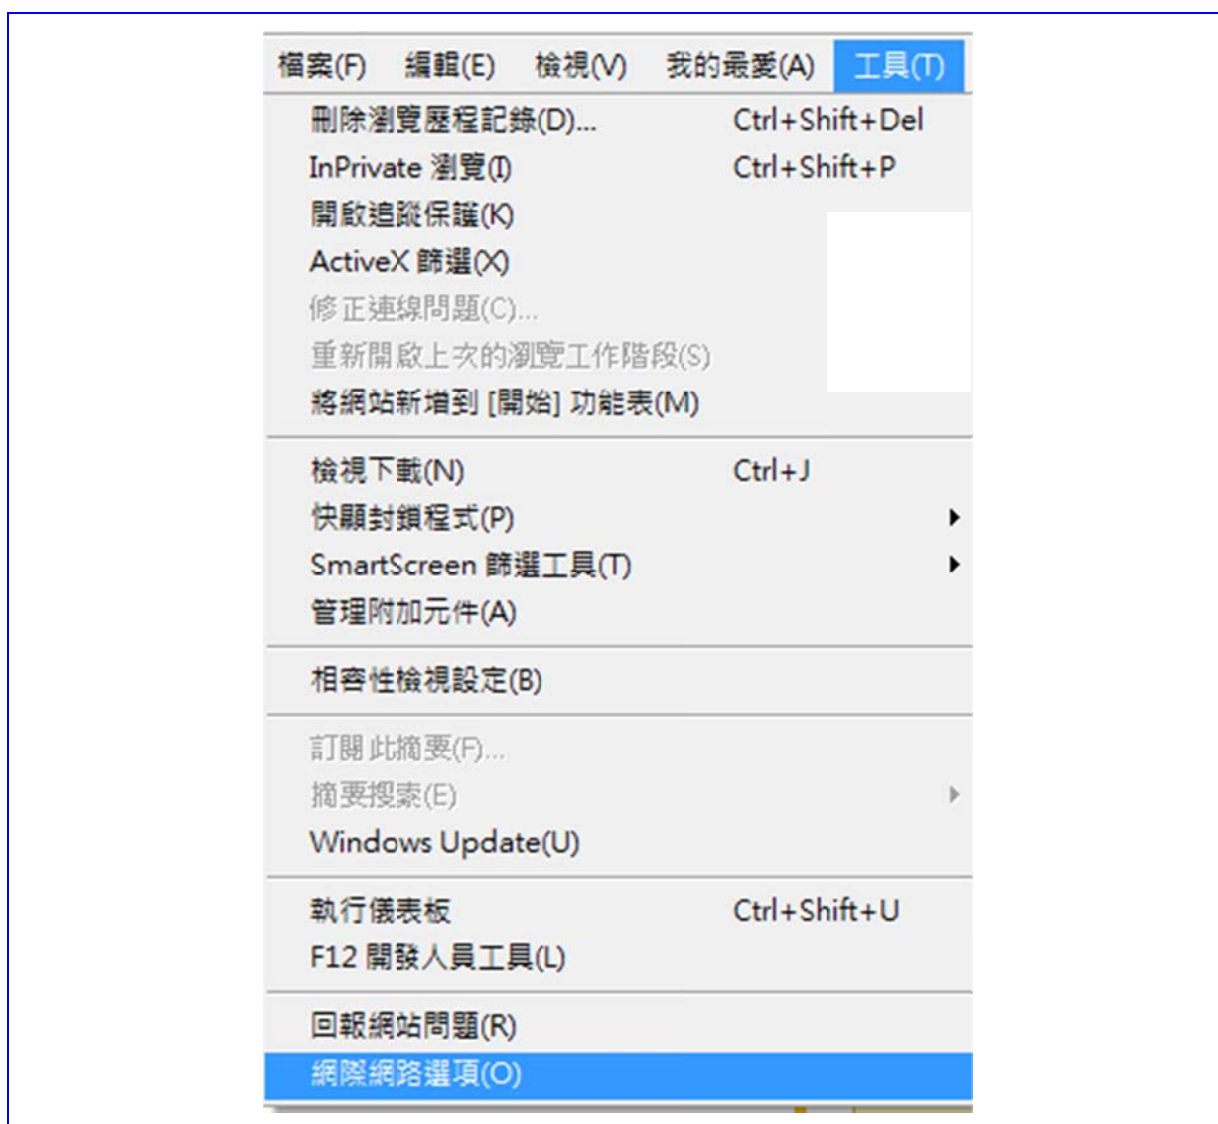 檔案(F) 編輯(E) 檢視(V) 我的最愛(A) 工具(T)
刪除瀏覽歷程記錄(D)... Ctrl+Shift+Del
InPrivate 瀏覽(I) Ctrl+Shift+P
開啟追蹤保護(K)
ActiveX 篩選(X)
修正連線問題(C)...
重新開啟上次的瀏覽工作階段(S)
將網站新增到 [開始] 功能表(M)
檢視下載(N) Ctrl+J
快顯封鎖程式(P)
SmartScreen 篩選工具(T)
管理附加元件(A)
相容性檢視設定(B)
訂閱此摘要(F)...
摘要探索(E)
Windows Update(U)
執行儀表板 Ctrl+Shift+U
F12 開發人員工具(L)
回報網站問題(R)
網際網路選項(O)